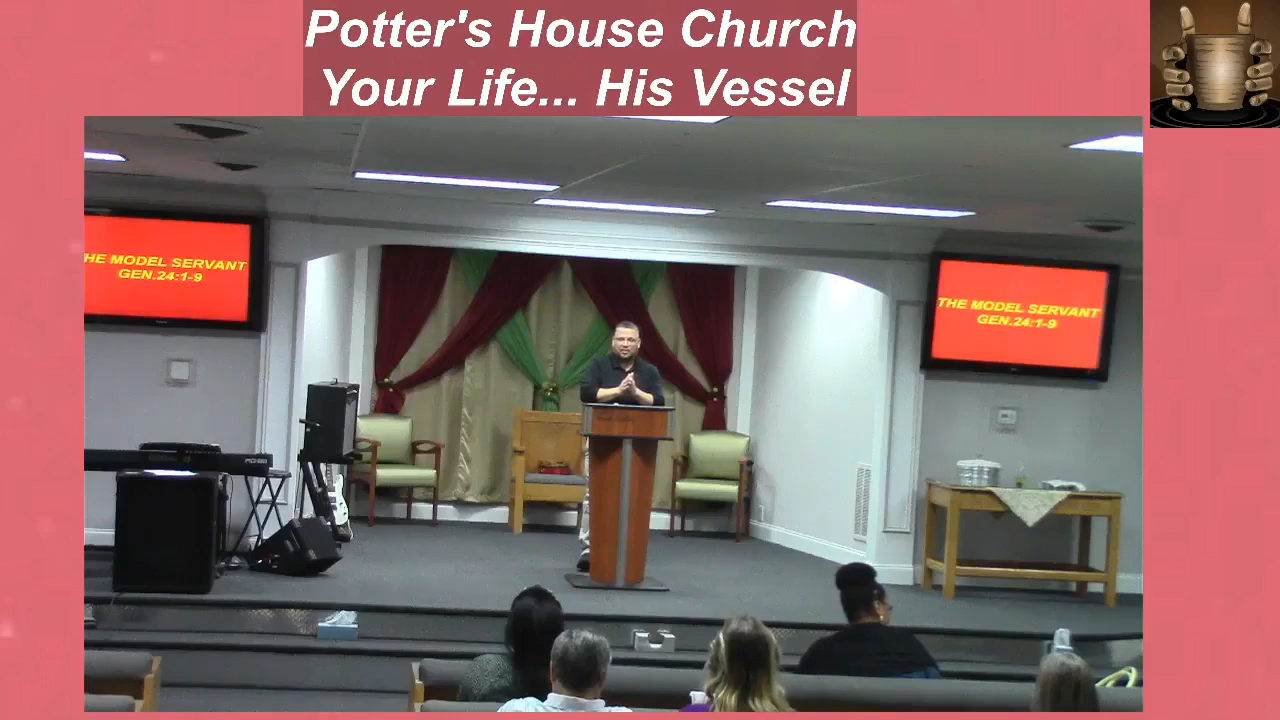 Potter's House Church
Your Life... His Vessel
HE MODEL SERVANT
GEN.24:1-9
THE MODEL SERVANT
GEN.24:1-9